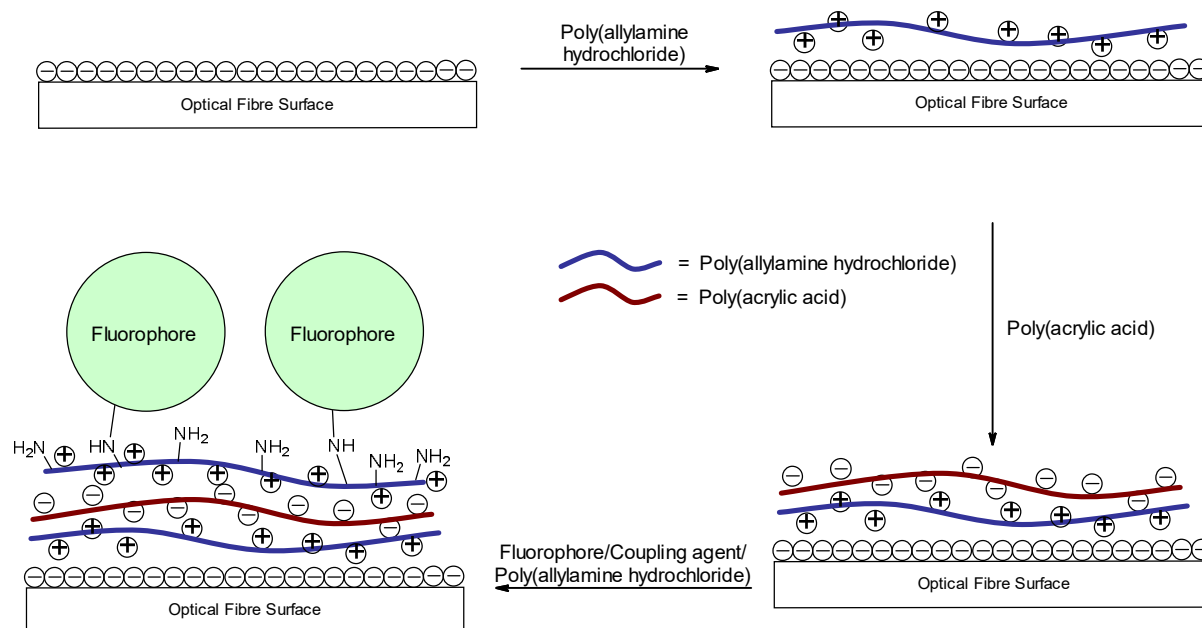 Optical Fibre Surface
Poly(allylamine
hydrochloride)
Optical Fibre Surface
= Poly(allylamine hydrochloride)
= Poly(acrylic acid)
Poly(acrylic acid)
Fluorophore
Fluorophore
H2N
HN
NH2
NH2
NH
NH2
NH2
Fluorophore/Coupling agent/
Poly(allylamine hydrochloride)
Optical Fibre Surface
Optical Fibre Surface